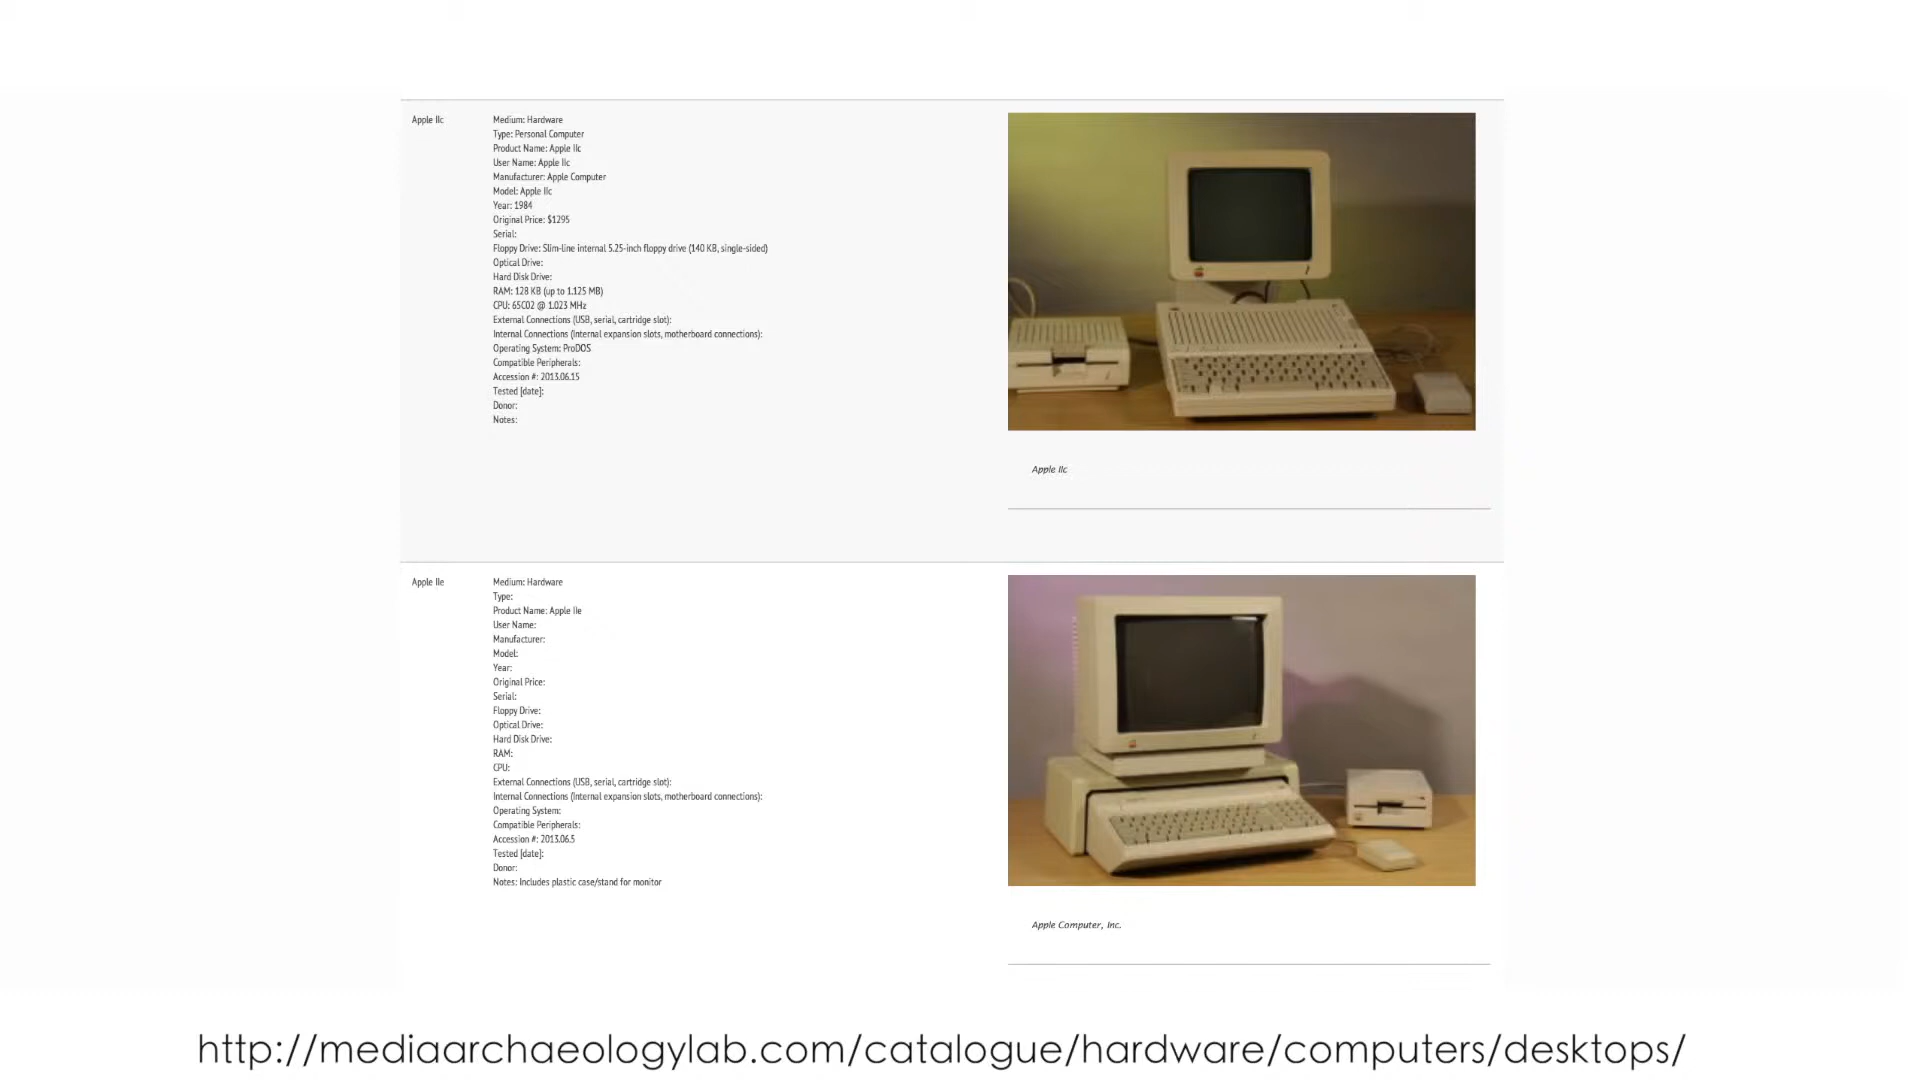 Apple IIc
Medium: Hardware
Type: Personal Computer
Product Name: Apple IIc
User Name: Apple IIc
Manufacturer: Apple Computer
Model: Apple IIc
Year: 1984
Original Price: $1295
Serial:
Floppy Drive: Slim-line internal 5.25-inch floppy drive (140 KB, single-sided)
Optical Drive:
Hard Disk Drive:
RAM: 128 KB (up to 1.125 MB)
CPU: 65C02 @ 1.023 MHz
External Connections (USB, serial, cartridge slot):
Internal Connections (Internal expansion slots, motherboard connections):
Operating System: ProDOS
Compatible Peripherals:
Accession #: 2013.06.15
Tested [date]:
Donor:
Notes:
Apple IIc
Apple IIe
Medium: Hardware
Type:
Product Name: Apple IIe
User Name:
Manufacturer:
Model:
Year:
Original Price:
Serial:
Floppy Drive:
Optical Drive:
Hard Disk Drive:
RAM:
CPU:
External Connections (USB, serial, cartridge slot):
Internal Connections (Internal expansion slots, motherboard connections):
Operating System:
Compatible Peripherals:
Accession #: 2013.06.5
Tested [date]:
Donor:
Notes: Includes plastic case/stand for monitor
Apple Computer, Inc.
http://mediaarchaeologylab.com/catalogue/hardware/computers/desktops/